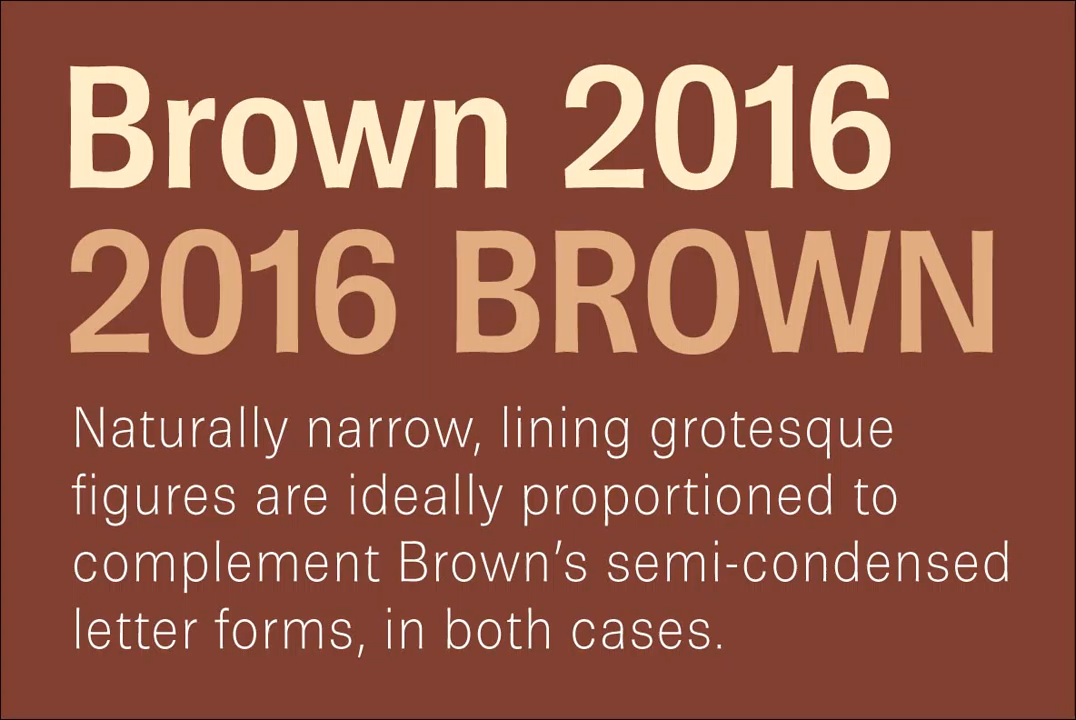 Brown 2016
2016 BROWN
Naturally narrow, lining grotesque
figures are ideally proportioned to
complement Brown’s semi-condensed
letter forms, in both cases.